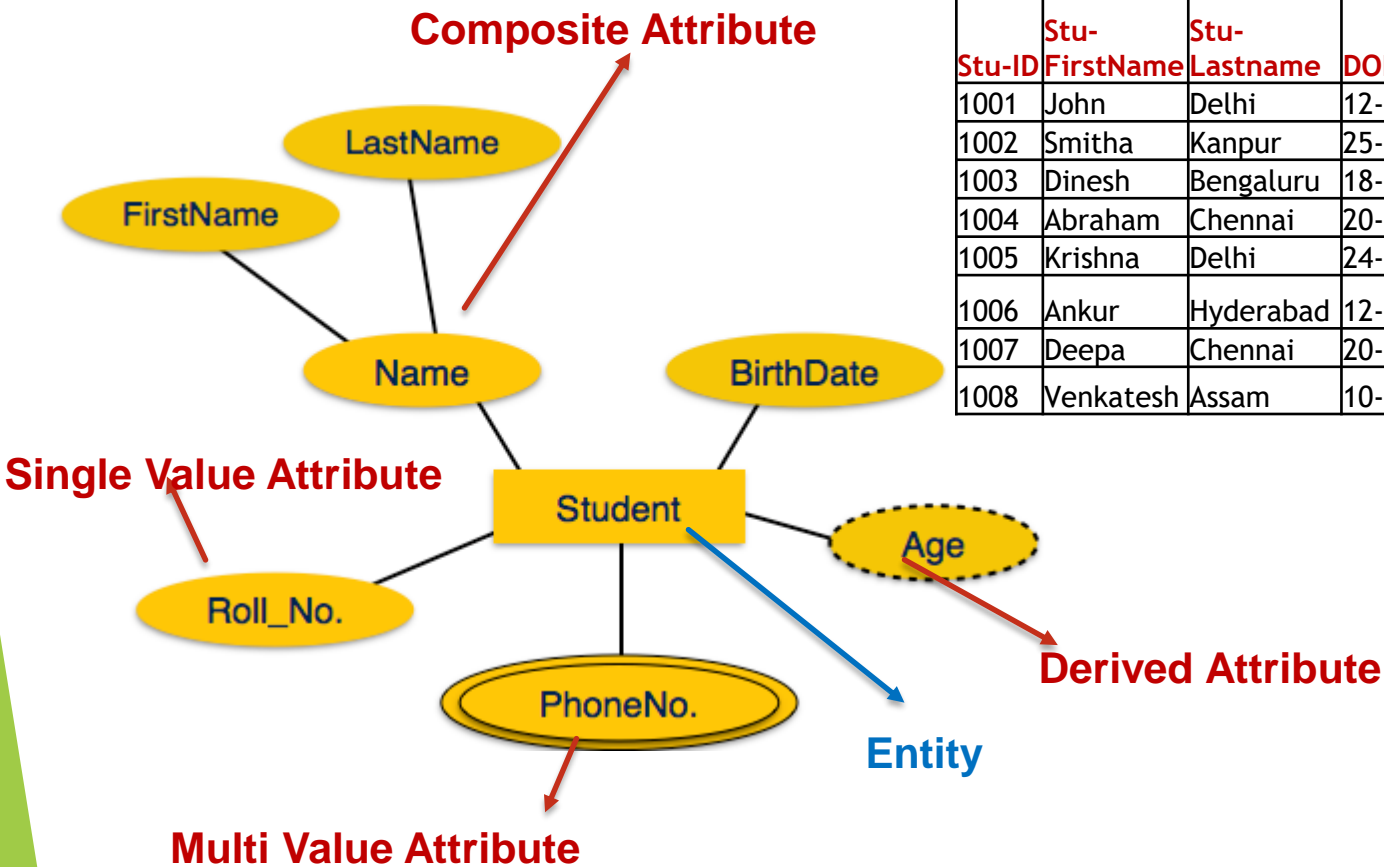 Composite Attribute
LastName
FirstName
Name
BirthDate
Single Value Attribute
Student
Age
Roll_No.
Derived Attribute
PhoneNo.
Entity
Multi Value Attribute
Stu-ID Stu-FirstName Stu-Lastname DO
1001 John Delhi 12-
1002 Smitha Kanpur 25-
1003 Dinesh Bengaluru 18-
1004 Abraham Chennai 20-
1005 Krishna Delhi 24-
1006 Ankur Hyderabad 12-
1007 Deepa Chennai 20-
1008 Venkatesh Assam 10-